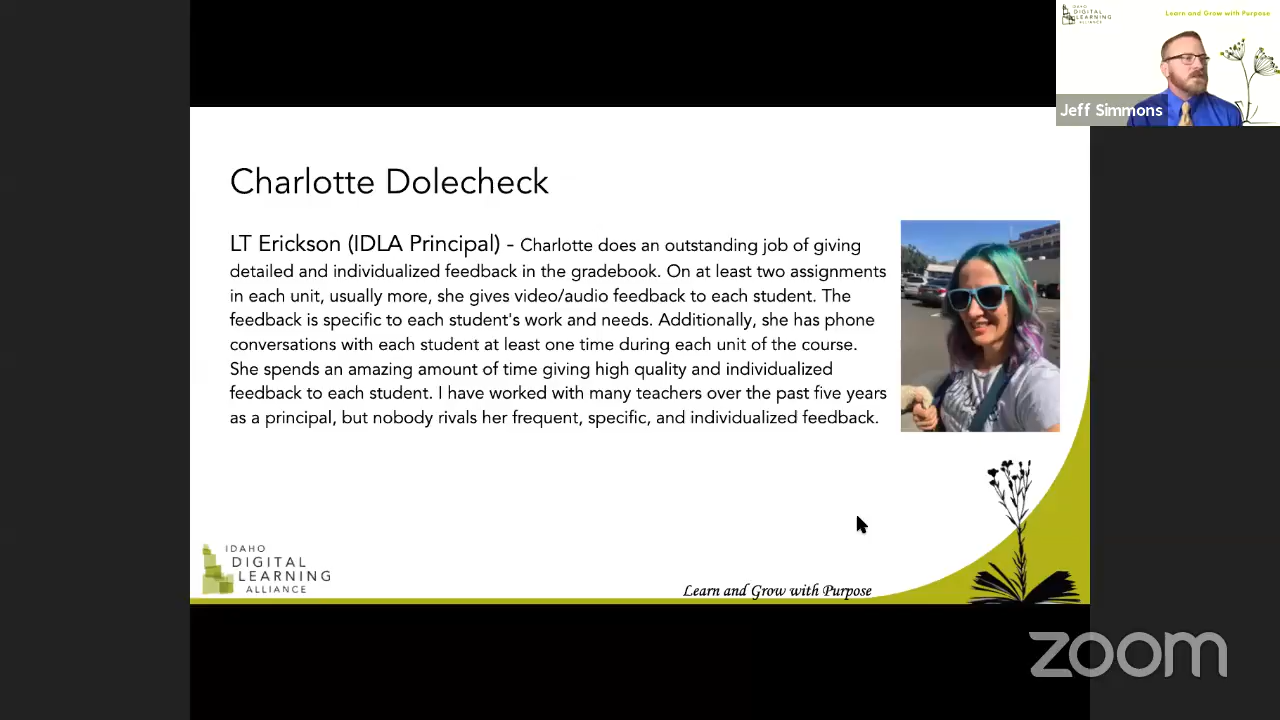 IDAHO
DIGITAL
LEARNING
ALLIANCE
Learn and Grow with Purpose
Jeff Simmons
Charlotte Dolecheck
LT Erickson (IDLA Principal) - Charlotte does an outstanding job of giving
detailed and individualized feedback in the gradebook. On at least two assignments
in each unit, usually more, she gives video/audio feedback to each student. The
feedback is specific to each student's work and needs. Additionally, she has phone
conversations with each student at least one time during each unit of the course.
She spends an amazing amount of time giving high quality and individualized
feedback to each student. I have worked with many teachers over the past five years
as a principal, but nobody rivals her frequent, specific, and individualized feedback.
IDAHO
DIGITAL
LEARNING
ALLIANCE
Learn and Grow with Purpose
zoom